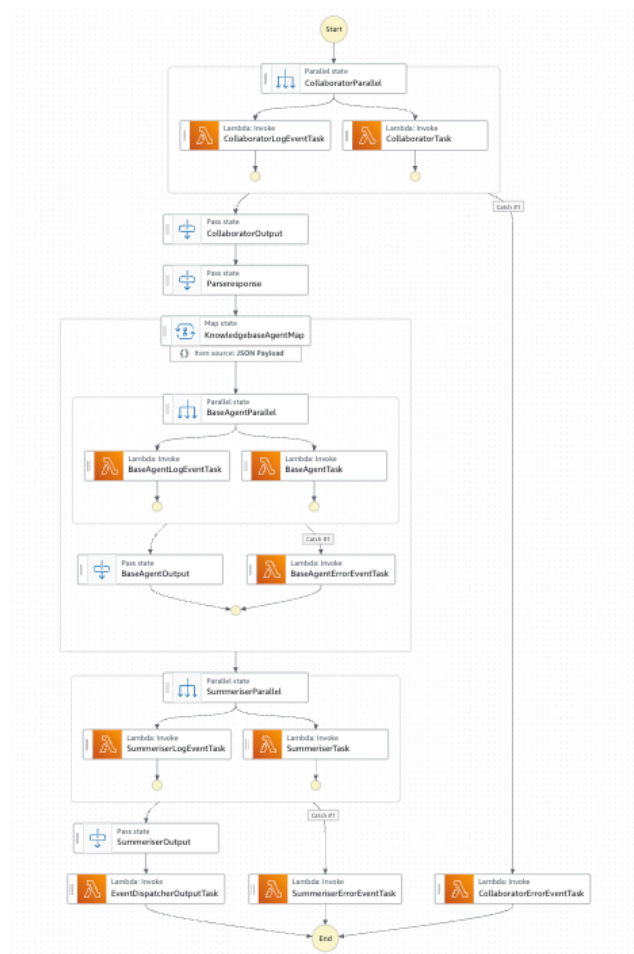 Start
Parallel state
CollaboratorParallel
Lambda: Invoke
CollaboratorLogEventTask
Lambda: Invoke
CollaboratorTask
Catch #1
Pass state
CollaboratorOutput
Pass state
Parseresponse
Map state
KnowledgebaseAgentMap
{} Item source: JSON Payload
Parallel state
BaseAgentParallel
Lambda: Invoke
BaseAgentLogEventTask
Lambda: Invoke
BaseAgentTask
Catch #1
Pass state
BaseAgentOutput
Lambda: Invoke
BaseAgentErrorEventTask
Parallel state
SummeriserParallel
Lambda: Invoke
SummeriserLogEventTask
Lambda: Invoke
SummeriserTask
Catch #1
Pass state
SummeriserOutput
Lambda: Invoke
EventDispatcherOutputTask
Lambda: Invoke
SummeriserErrorEventTask
Lambda: Invoke
CollaboratorErrorEventTask
End